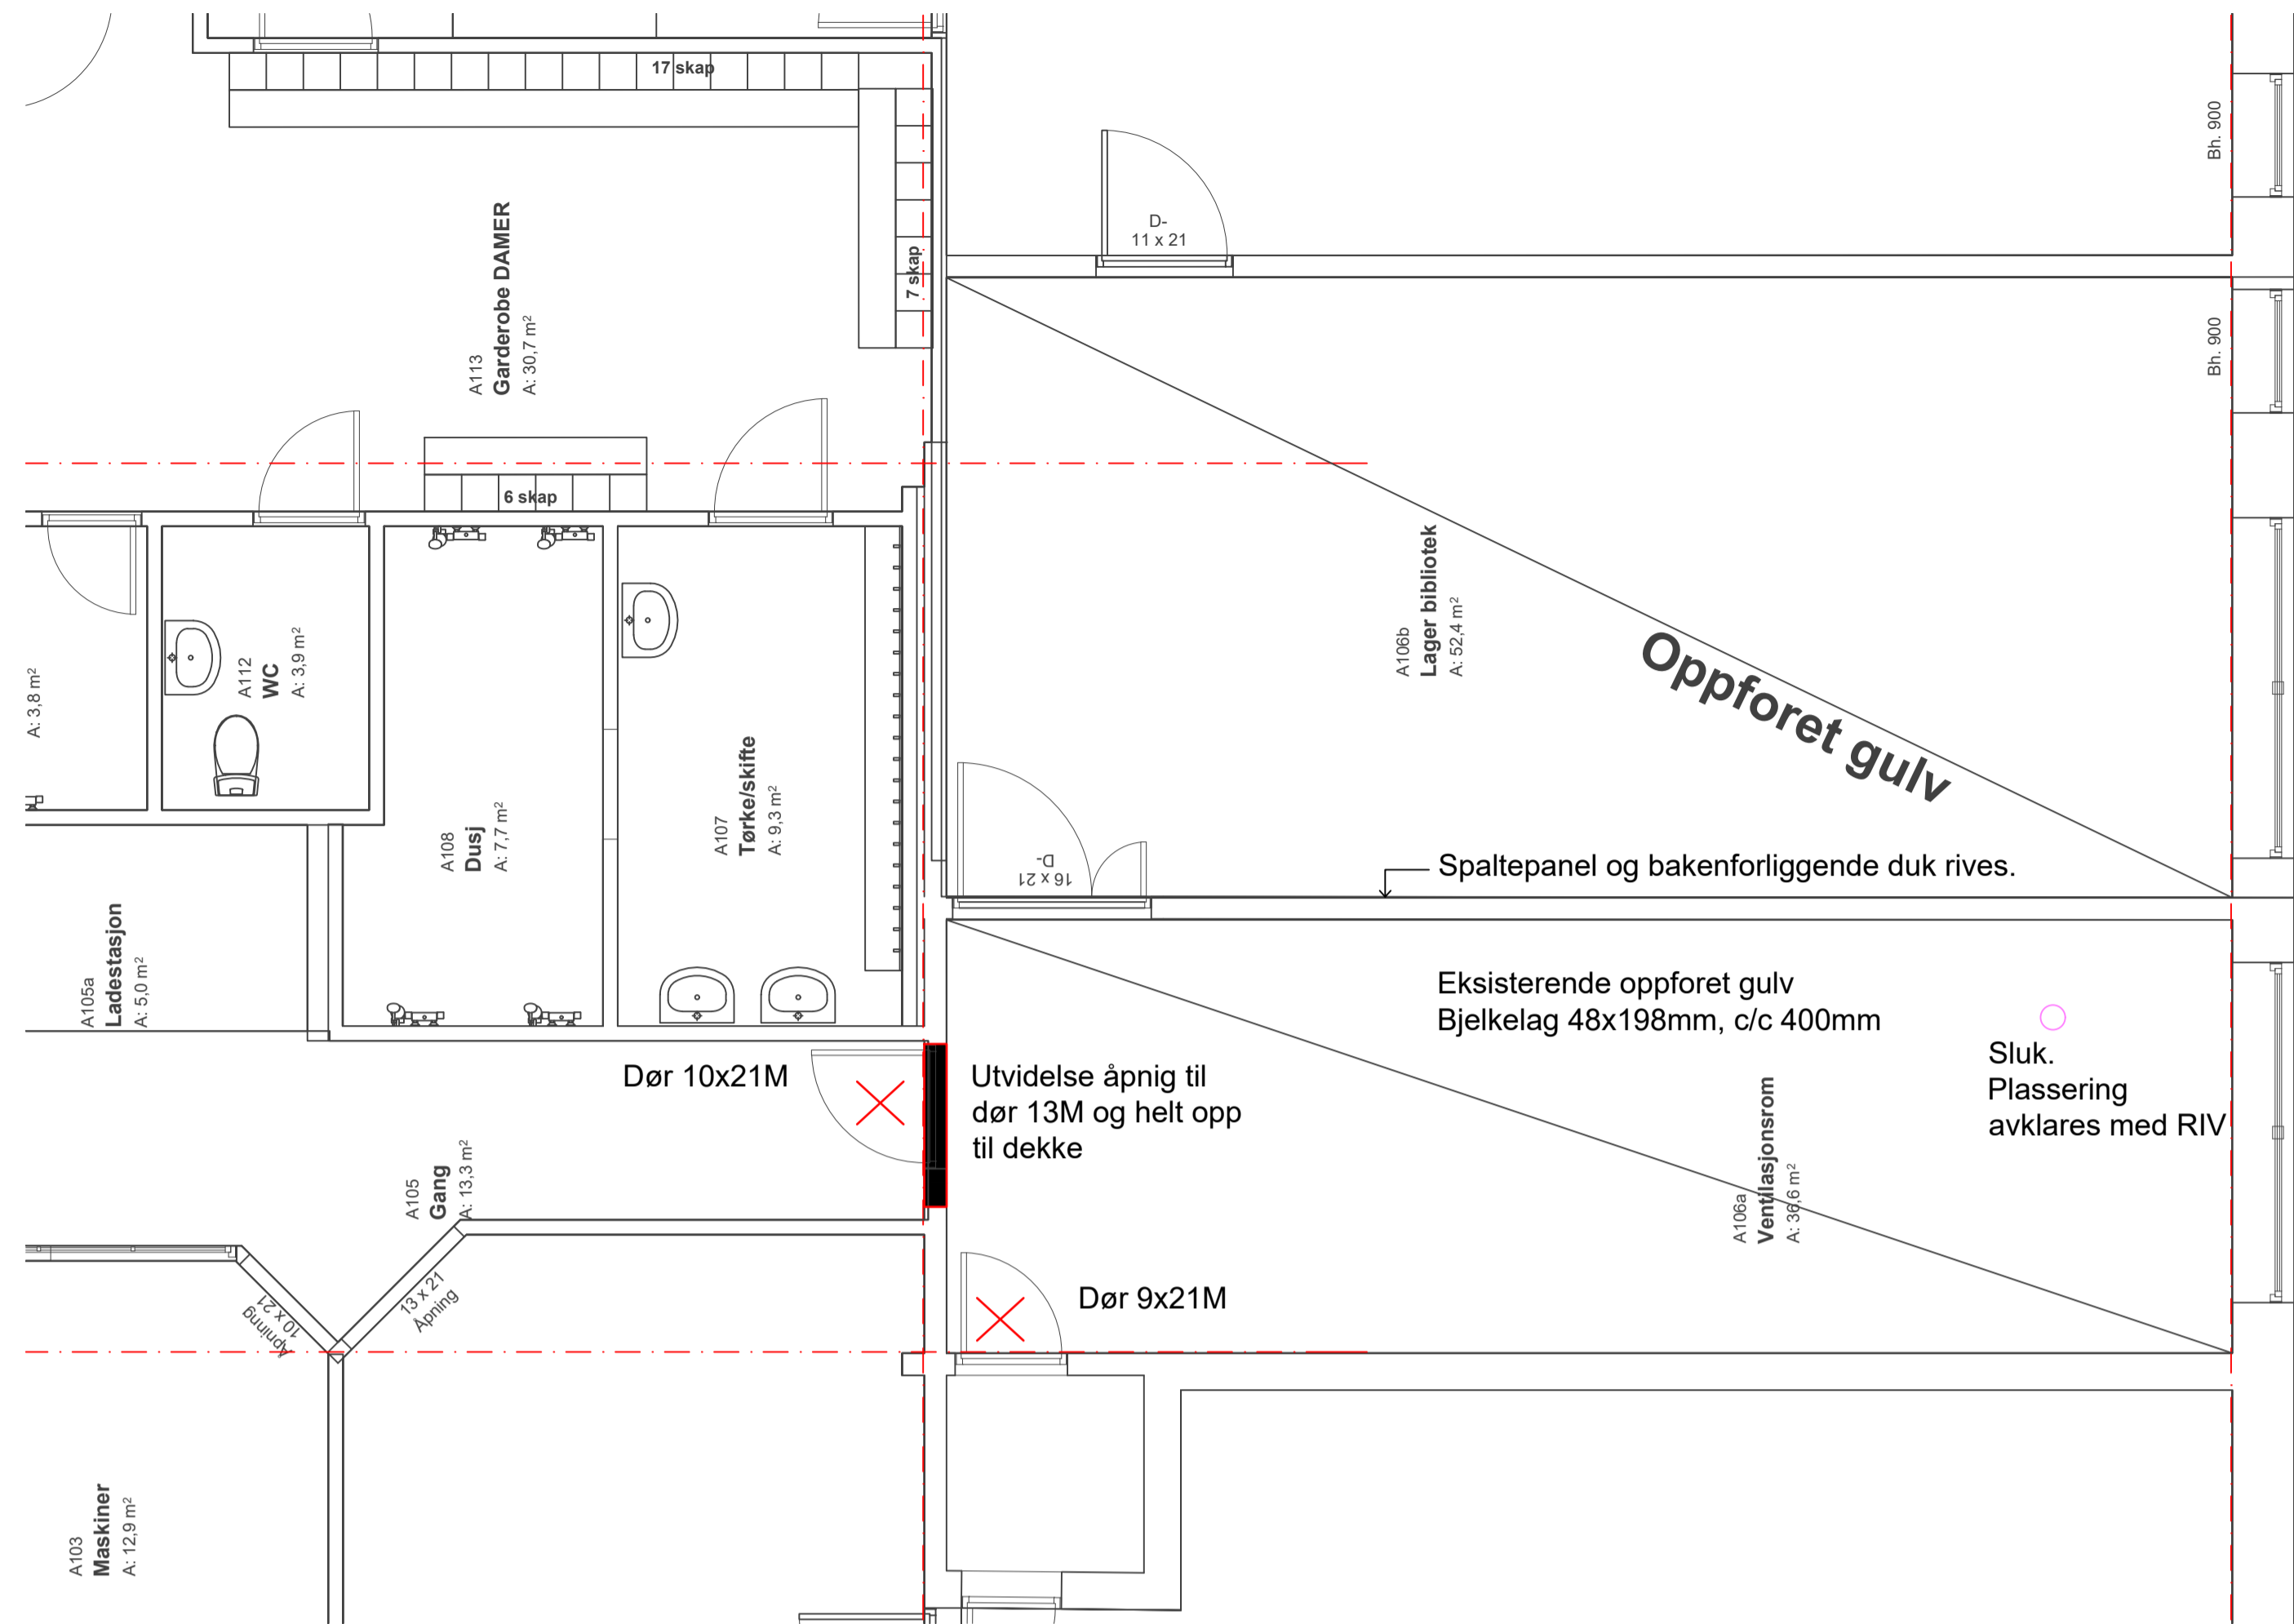 17 skap
Bh. 900
D-
11 x 21
A113
Garderobe DAMER
A: 30,7 m²
7 skap
Bh. 900
6 skap
A: 3,8 m²
A112
WC
A: 3,9 m²
A106b
Lager bibliotek
A: 52,4 m²
Oppforet gulv
A108
Dusj
A: 7,7 m²
A107
Tørke/skifte
A: 9,3 m²
D-
16 x 21
Spaltepanel og bakenforliggende duk rives.
A105a
Ladestasjon
A: 5,0 m²
Eksisterende oppforet gulv
Bjelkelag 48x198mm, c/c 400mm
Sluk.
Plassering
avklares med RIV
Dør 10x21M
Utvidelse åpnig til
dør 13M og helt opp
til dekke
A105
Gang
A: 13,3 m²
A106a
Ventilasjonsrom
A: 36,6 m²
10 x 21
Åpninng
13 x 21
Åpning
Dør 9x21M
A103
Maskiner
A: 12,9 m²